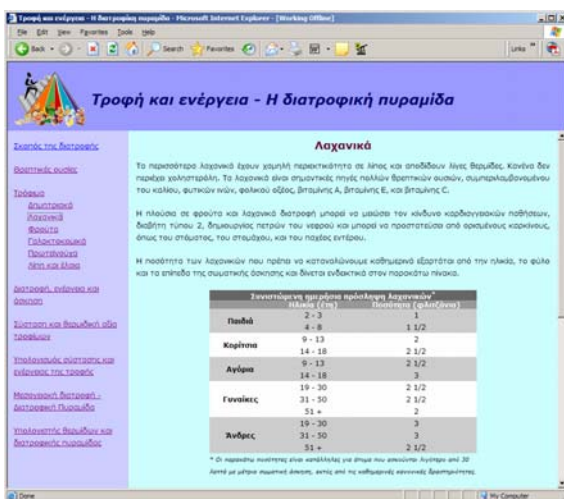 Τροφή και ενέργεια - Η διατροφική πυραμίδα - Microsoft Internet Explorer - [Working Offline]
File Edit View Favorites Tools Help
Back Search Favorites Links
Τροφή και ενέργεια - Η διατροφική πυραμίδα
Σκοπός της διατροφής
Θρεπτικές ουσίες
Τρόφιμα
Δημητριακά
Λαχανικά
Φρούτα
Γαλακτοκομικά
Πρωτεϊνούχα
Λίπη και έλαια
Διατροφή, ενέργεια και
άσκηση
Σύσταση και θερμιδική αξία
τροφίμων
Υπολογισμός σύστασης και
ενέργειας της τροφής
Μεσογειακή διατροφή -
Διατροφική Πυραμίδα
Υπολογιστής θερμίδων και
διατροφικής πυραμίδας
Λαχανικά
Τα περισσότερα λαχανικά έχουν χαμηλή περιεκτικότητα σε λίπος και αποδίδουν λίγες θερμίδες. Κανένα δεν
περιέχει χοληστερόλη. Τα λαχανικά είναι σημαντικές πηγές πολλών θρεπτικών ουσιών, συμπεριλαμβανομένου
του καλίου, φυτικών ινών, φολικού οξέος, βιταμίνης Α, βιταμίνης Ε, και βιταμίνης C.
Η πλούσια σε φρούτα και λαχανικά διατροφή μπορεί να μειώσει τον κίνδυνο καρδιαγγειακών παθήσεων,
διαβήτη τύπου 2, δημιουργίας πετρών του νεφρού και μπορεί να προστατεύσει από ορισμένους καρκίνους,
όπως του στόματος, του στομάχου, και του παχέος εντέρου.
Η ποσότητα των λαχανικών που πρέπει να καταναλώνουμε καθημερινά εξαρτάται από την ηλικία, το φύλο
και τα επίπεδα της σωματικής άσκησης και δίνεται ενδεικτικά στον παρακάτω πίνακα.
Συνιστώμενη ημερήσια πρόσληψη λαχανικών*
Ηλικία (έτη) Ποσότητα (φλιτζάνια)
Παιδιά 2 - 3 1
4 - 8 1 1/2
Κορίτσια 9 - 13 2
14 - 18 2 1/2
Αγόρια 9 - 13 2 1/2
14 - 18 3
Γυναίκες 19 - 30 2 1/2
31 - 50 2 1/2
51 + 2
Άνδρες 19 - 30 3
31 - 50 3
51 + 2 1/2
* Οι παραπάνω ποσότητες είναι κατάλληλες για άτομα που ασκούνται λιγότερο από 30
λεπτά με μέτρια σωματική άσκηση, εκτός από τις καθημερινές κανονικές δραστηριότητες.
Done My Computer